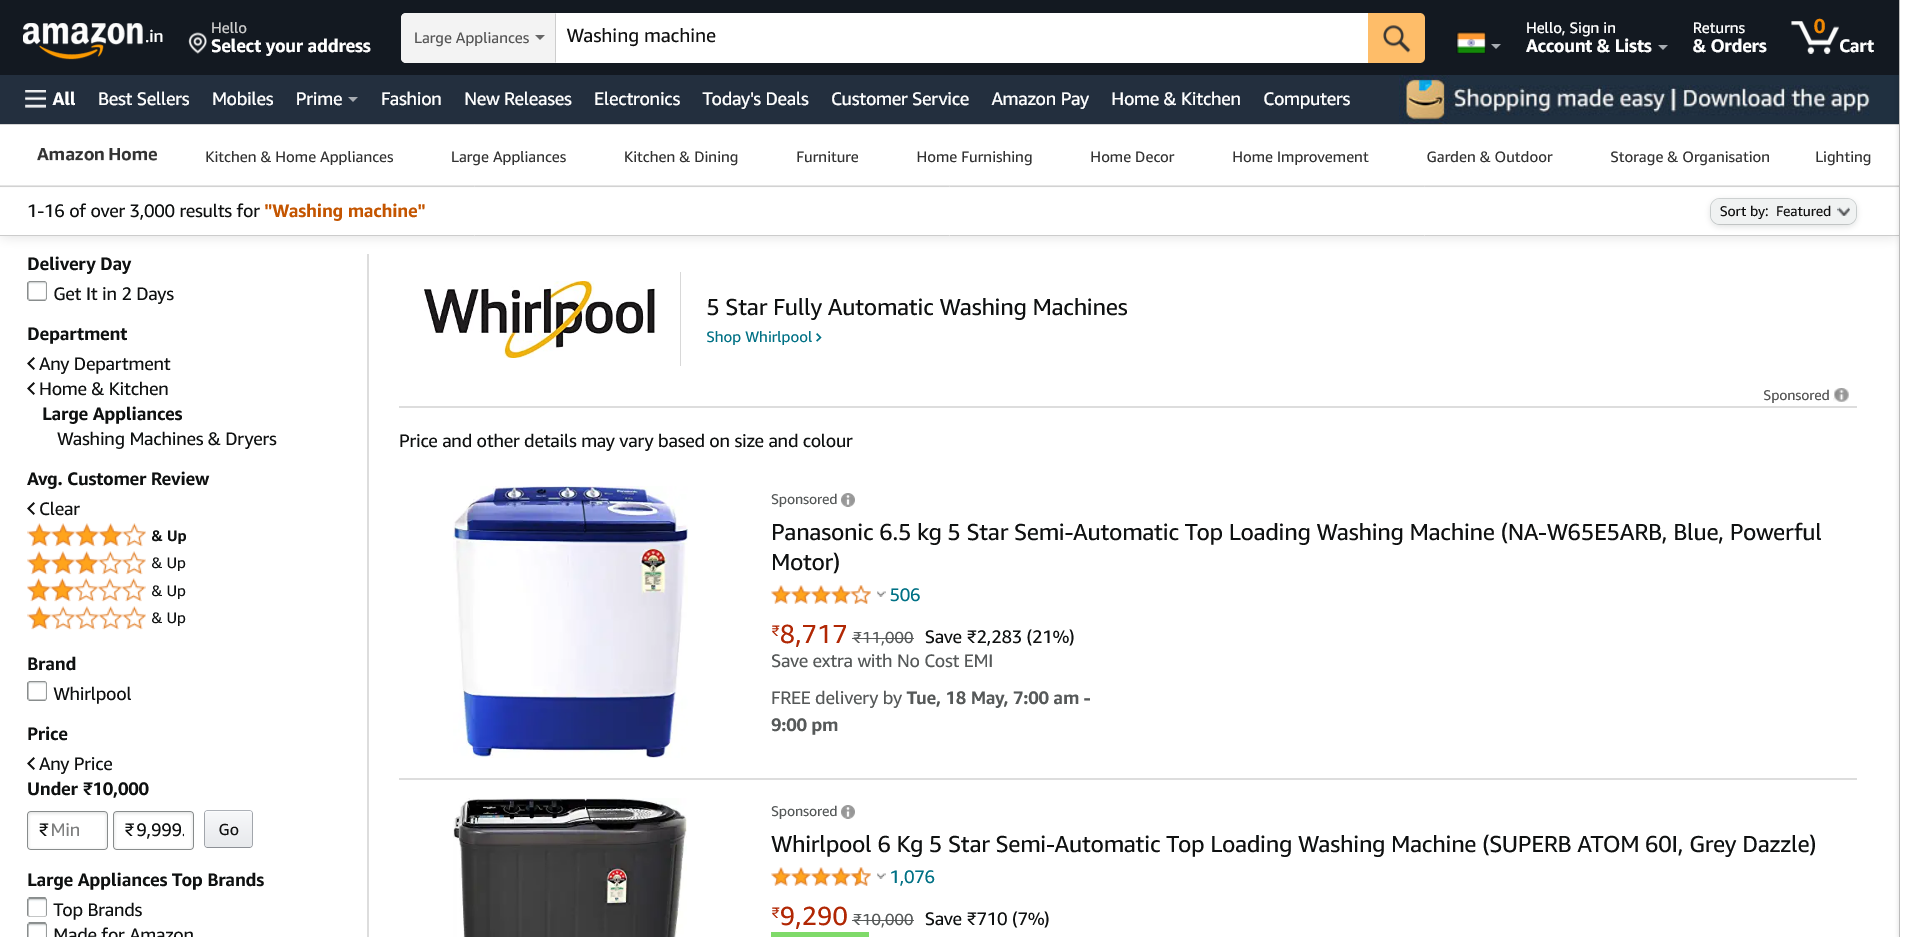 amazon.in
Hello
Select your address
Large Appliances
Washing machine
Hello, Sign in
Account & Lists
Returns
& Orders
0
Cart
All
Best Sellers
Mobiles
Prime
Fashion
New Releases
Electronics
Today's Deals
Customer Service
Amazon Pay
Home & Kitchen
Computers
Shopping made easy | Download the app
Amazon Home
Kitchen & Home Appliances
Large Appliances
Kitchen & Dining
Furniture
Home Furnishing
Home Decor
Home Improvement
Garden & Outdoor
Storage & Organisation
Lighting
1-16 of over 3,000 results for "Washing machine"
Sort by: Featured
Delivery Day
Get It in 2 Days
Department
Any Department
Home & Kitchen
Large Appliances
Washing Machines & Dryers
Avg. Customer Review
Clear
& Up
& Up
& Up
& Up
Brand
Whirlpool
Price
Any Price
Under ₹10,000
₹ Min
₹ 9,999.
Go
Large Appliances Top Brands
Top Brands
Made for Amazon
Whirlpool
5 Star Fully Automatic Washing Machines
Shop Whirlpool ›
Sponsored
Price and other details may vary based on size and colour
Sponsored
Panasonic 6.5 kg 5 Star Semi-Automatic Top Loading Washing Machine (NA-W65E5ARB, Blue, Powerful
Motor)
506
₹8,717 ₹11,000 Save ₹2,283 (21%)
Save extra with No Cost EMI
FREE delivery by Tue, 18 May, 7:00 am -
9:00 pm
Sponsored
Whirlpool 6 Kg 5 Star Semi-Automatic Top Loading Washing Machine (SUPERB ATOM 60I, Grey Dazzle)
1,076
₹9,290 ₹10,000 Save ₹710 (7%)